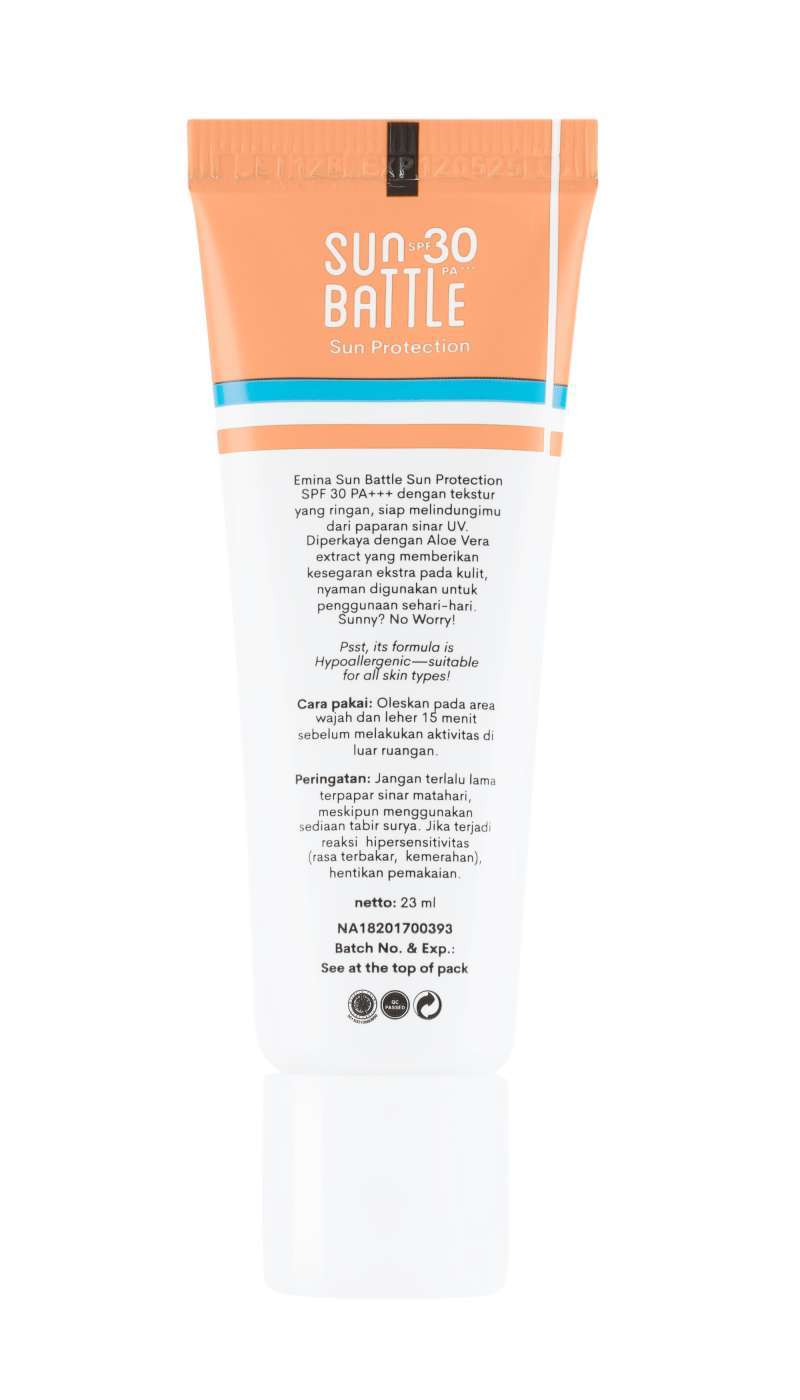 EXP120525
SUN SPF 30
PA+++
BATTLE
Sun Protection
Emina Sun Battle Sun Protection
SPF 30 PA+++ dengan tekstur
yang ringan, siap melindungimu
dari paparan sinar UV.
Diperkaya dengan Aloe Vera
extract yang memberikan
kesegaran ekstra pada kulit,
nyaman digunakan untuk
penggunaan sehari-hari.
Sunny? No Worry!
Psst, its formula is
Hypoallergenic—suitable
for all skin types!
Cara pakai: Oleskan pada area
wajah dan leher 15 menit
sebelum melakukan aktivitas di
luar ruangan.
Peringatan: Jangan terlalu lama
terpapar sinar matahari,
meskipun menggunakan
sediaan tabir surya. Jika terjadi
reaksi hipersensitivitas
(rasa terbakar, kemerahan),
hentikan pemakaian.
netto: 23 ml
NA18201700393
Batch No. & Exp.:
See at the top of pack
QC
PASSED